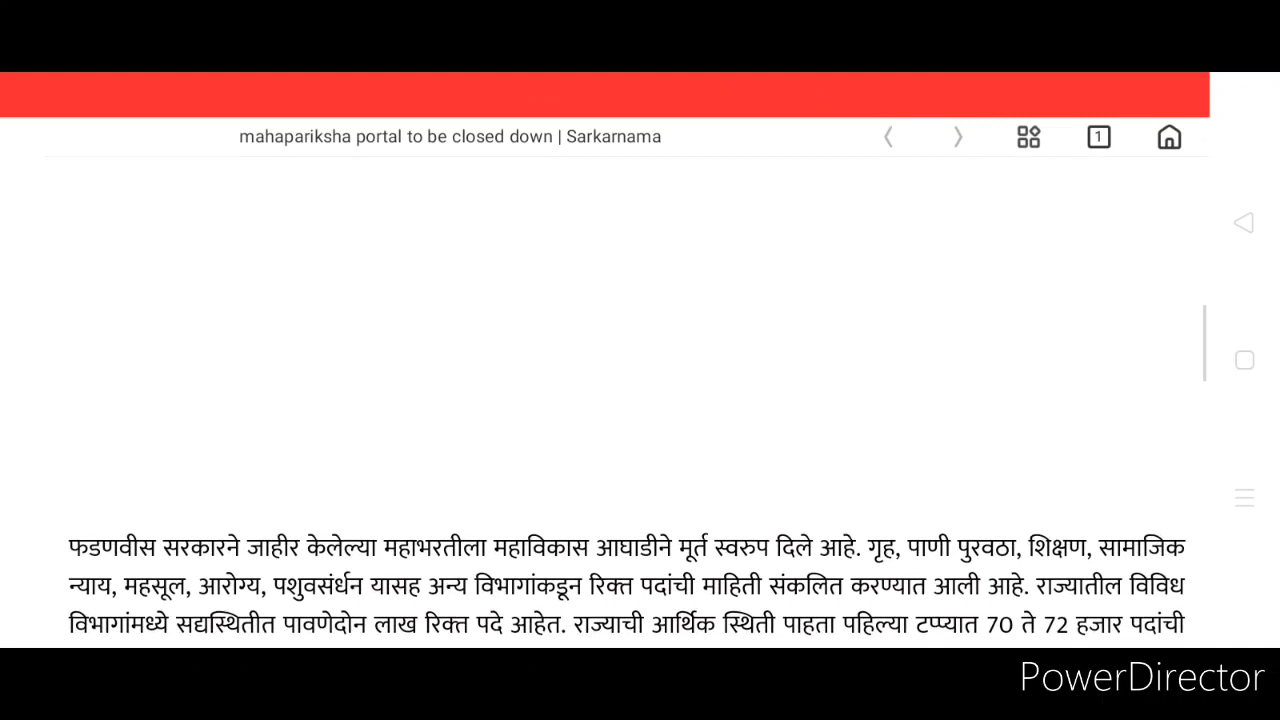 mahapariksha portal to be closed down | Sarkarnama
1
फडणवीस सरकारने जाहीर केलेल्या महाभरतीला महाविकास आघाडीने मूर्त स्वरुप दिले आहे. गृह, पाणी पुरवठा, शिक्षण, सामाजिक
न्याय, महसूल, आरोग्य, पशुवसंर्धन यासह अन्य विभागांकडून रिक्त पदांची माहिती संकलित करण्यात आली आहे. राज्यातील विविध
विभागांमध्ये सद्यस्थितीत पावणेदोन लाख रिक्त पदे आहेत. राज्याची आर्थिक स्थिती पाहता पहिल्या टप्प्यात 70 ते 72 हजार पदांची
PowerDirector